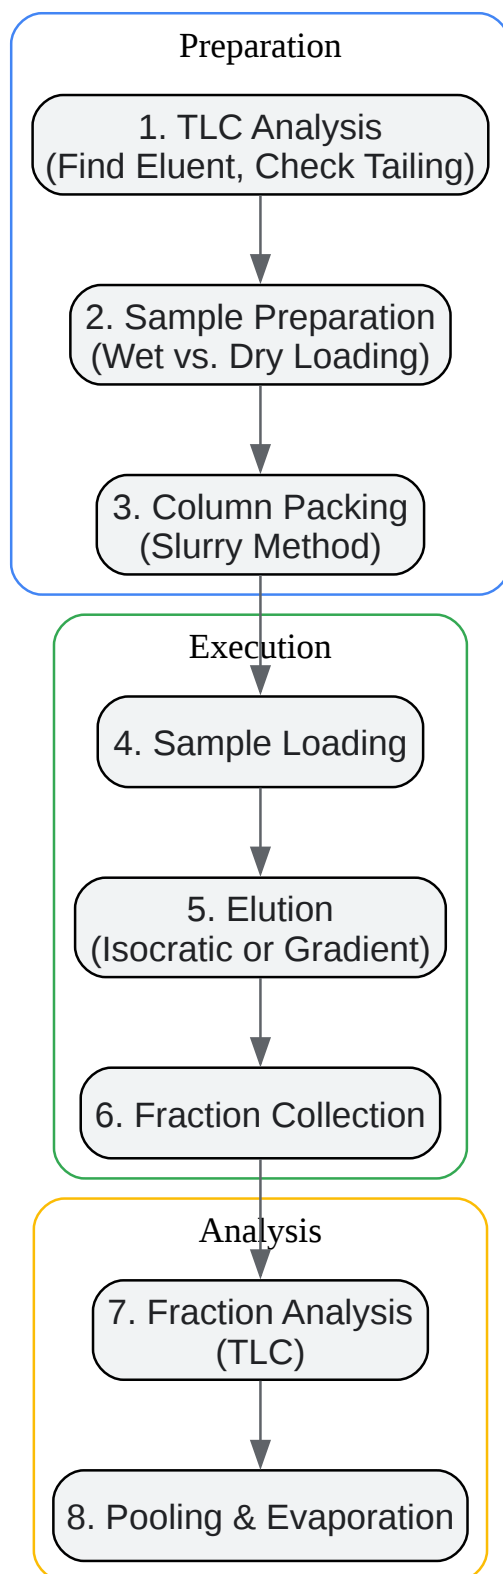 Preparation
1. TLC Analysis
(Find Eluent, Check Tailing)
2. Sample Preparation
(Wet vs. Dry Loading)
3. Column Packing
(Slurry Method)
Execution
4. Sample Loading
5. Elution
(Isocratic or Gradient)
6. Fraction Collection
Analysis
7. Fraction Analysis
(TLC)
8. Pooling & Evaporation